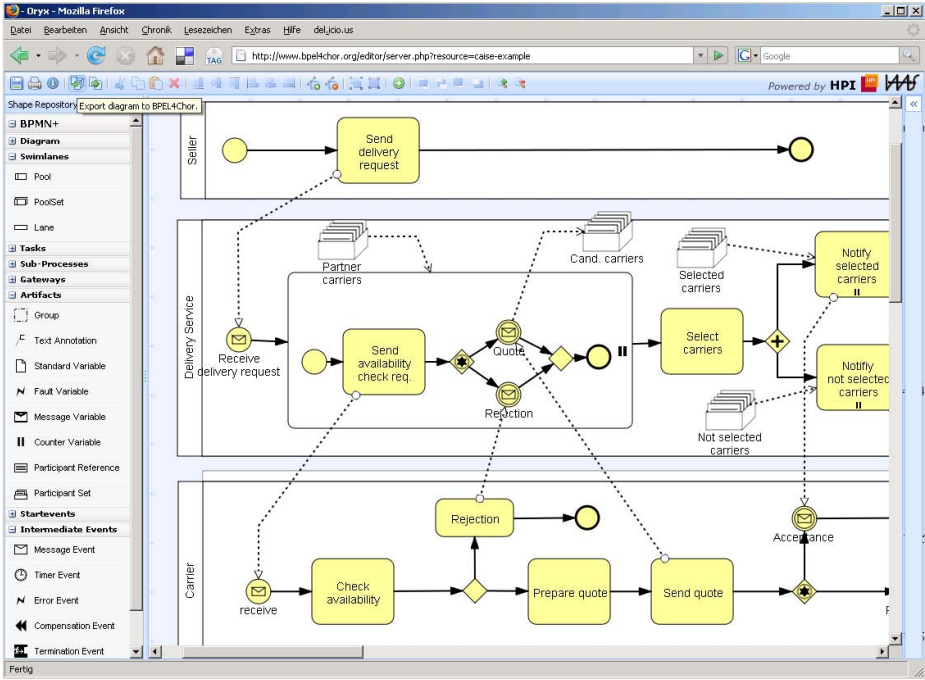 - Oryx - Mozilla Firefox
Datei Bearbeiten Ansicht Chronik Lesezeichen Extras Hilfe del.icio.us
TAG http://www.bpel4chor.org/editor/server.php?resource=caise-example G Google
Powered by HPI HPI
Shape Repository
Export diagram to BPEL4Chor.
BPMN+
Diagram
Swimlanes
Pool
PoolSet
Lane
Tasks
Sub-Processes
Gateways
Artifacts
Group
Text Annotation
Standard Variable
Fault Variable
Message Variable
Counter Variable
Participant Reference
Participant Set
Startevents
Intermediate Events
Message Event
Timer Event
Error Event
Compensation Event
Termination Event
Seller
Send
delivery
request
Delivery Service
Partner
carriers
Cand. carriers
Selected
carriers
Notify
selected
carriers
Receive
delivery request
Send
availability
check req.
Quote
Rejection
Select
carriers
Notifiy
not selected
carriers
Not selected
carriers
Carrier
Rejection
Acceptance
receive
Check
availability
Prepare quote
Send quote
Fertig